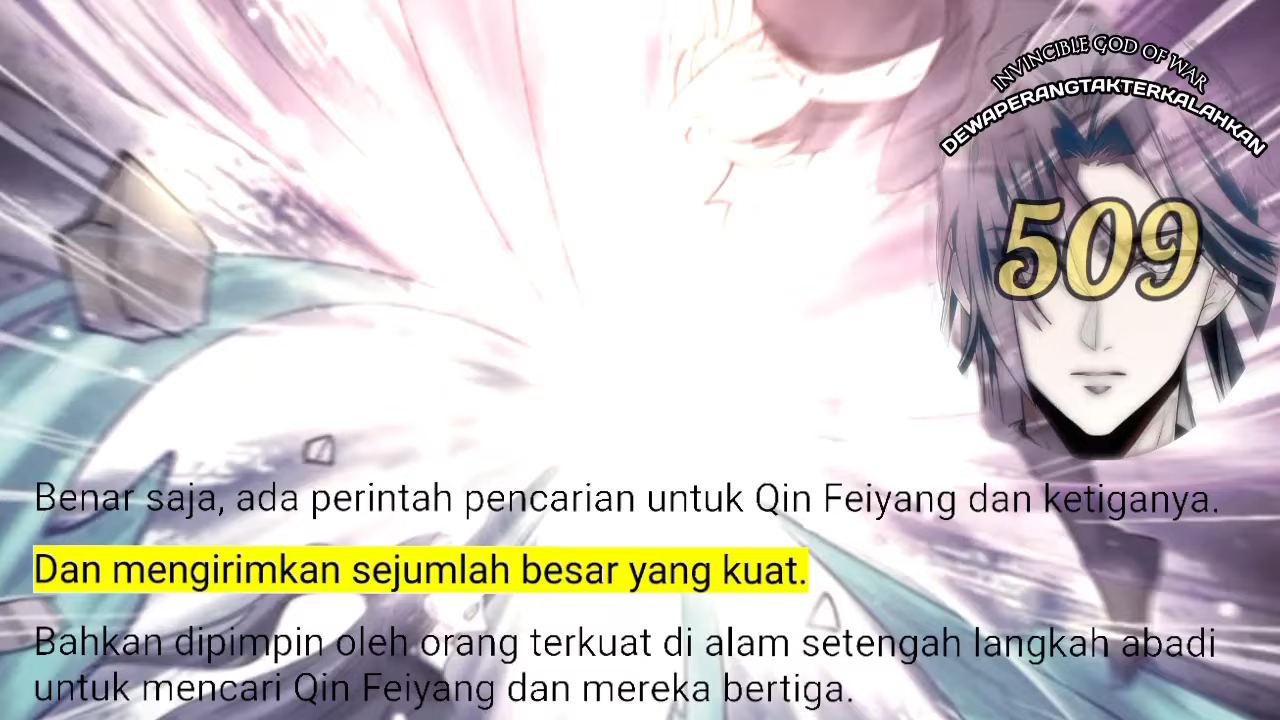 INVINCIBLE GOD OF WAR
DEWAPERANGTAKTERKALAHKAN
509
Benar saja, ada perintah pencarian untuk Qin Feiyang dan ketiganya.
Dan mengirimkan sejumlah besar yang kuat.
Bahkan dipimpin oleh orang terkuat di alam setengah langkah abadi
untuk mencari Qin Feiyang dan mereka bertiga.